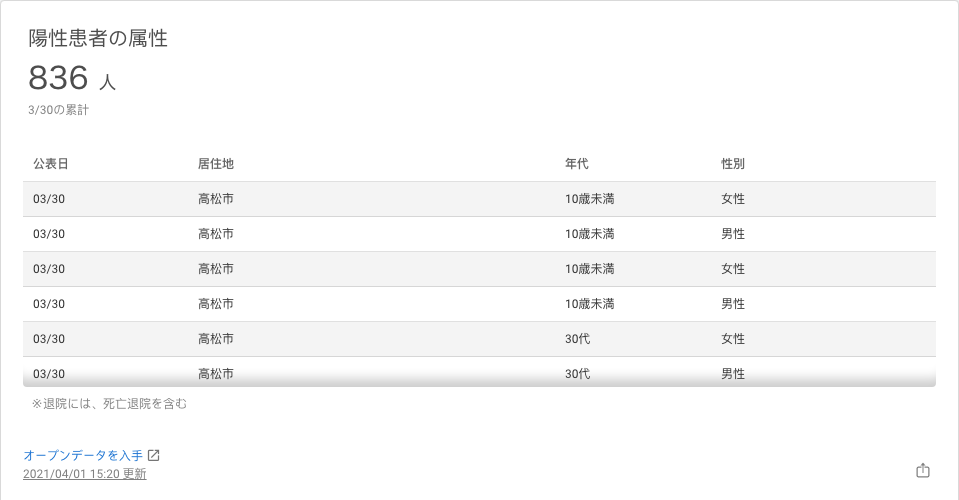 陽性患者の属性
836 人
3/30の累計
公表日 居住地 年代 性別
03/30 高松市 10歳未満 女性
03/30 高松市 10歳未満 男性
03/30 高松市 10歳未満 女性
03/30 高松市 10歳未満 男性
03/30 高松市 30代 女性
03/30 高松市 30代 男性
※退院には、死亡退院を含む
オープンデータを入手
2021/04/01 15:20 更新